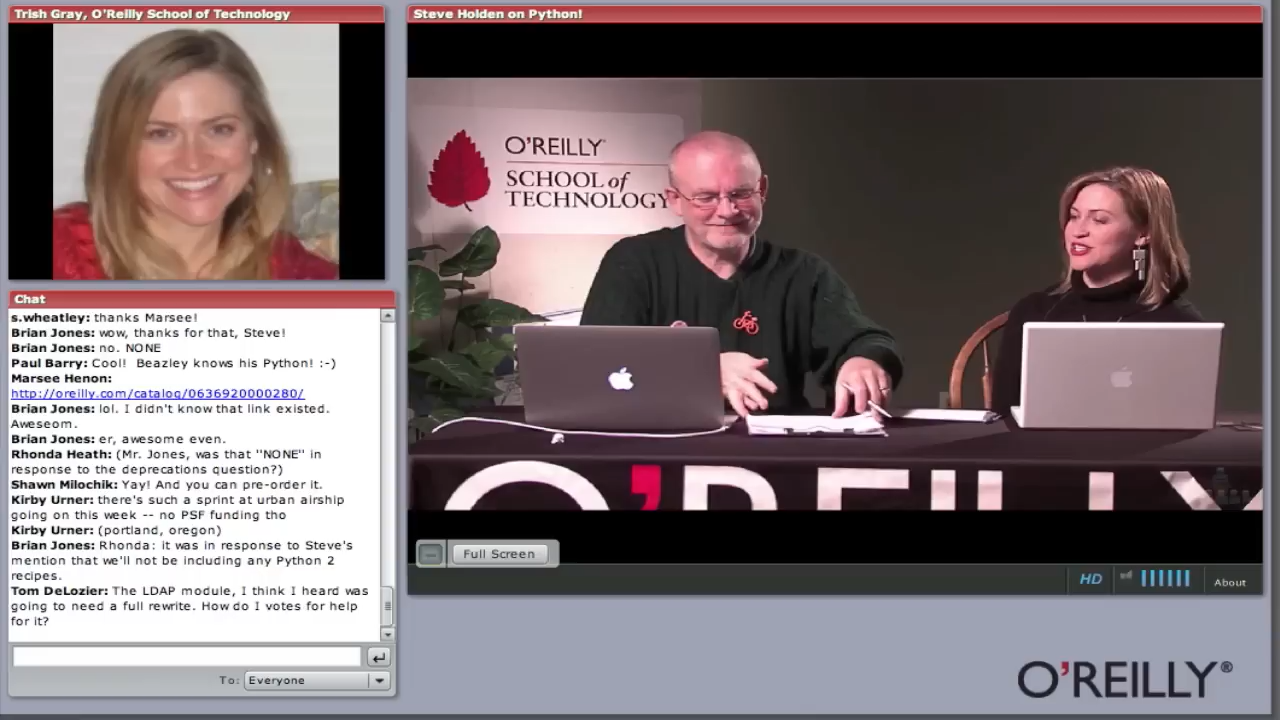 Trish Gray, O'Reilly School of Technology
Steve Holden on Python!
O'REILLY
SCHOOL of
TECHNOLOGY
Chat
s.wheatley: thanks Marsee!
Brian Jones: wow, thanks for that, Steve!
Brian Jones: no. NONE
Paul Barry: Cool!  Beazley knows his Python! :-)
Marsee Henon:
http://oreilly.com/catalog/0636920000280/
Brian Jones: lol. I didn't know that link existed.
Aweseom.
Brian Jones: er, awesome even.
Rhonda Heath: (Mr. Jones, was that "NONE" in
response to the deprecations question?)
Shawn Milochik: Yay! And you can pre-order it.
Kirby Urner: there's such a sprint at urban airship
going on this week -- no PSF funding tho
Kirby Urner: (portland, oregon)
Brian Jones: Rhonda: it was in response to Steve's
mention that we'll not be including any Python 2
recipes.
Tom DeLozier: The LDAP module, I think I heard was
going to need a full rewrite. How do I votes for help
for it?
To: Everyone
O'REILLY
Full Screen
HD
About
O'REILLY®